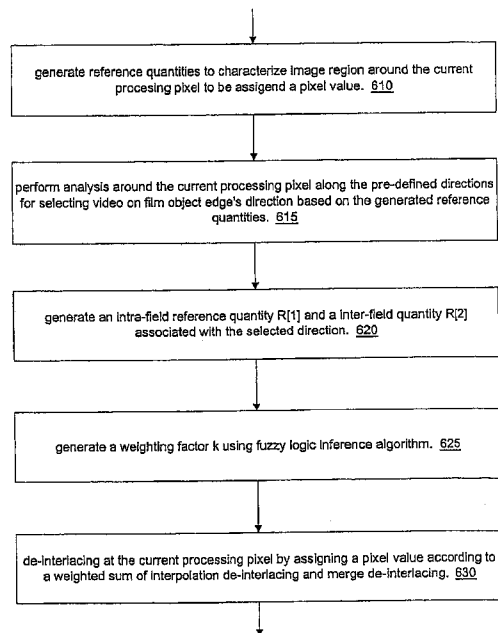 generate reference quantities to characterize image region around the current
procesing pixel to be assigend a pixel value. 610
perform analysis around the current processing pixel along the pre-defined directions
for selecting video on film object edge's direction based on the generated reference
quantities. 615
generate an intra-field reference quantity R[1] and a inter-field quantity R[2]
associated with the selected direction. 620
generate a weighting factor k using fuzzy logic inference algorithm. 625
de-interlacing at the current processing pixel by assigning a pixel value according to
a weighted sum of interpolation de-interlacing and merge de-interlacing. 630